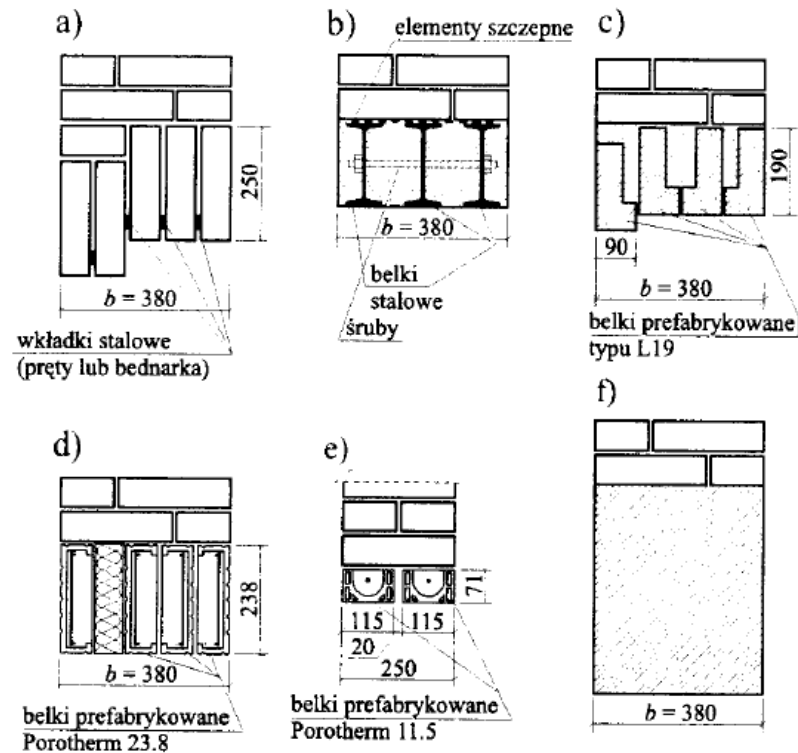 a)
b)
c)
elementy szczepne
250
b = 380
wkładki stalowe
(pręty lub bednarka)
b = 380
belki
stalowe
śruby
190
90
b = 380
belki prefabrykowane
typu L19
d)
e)
f)
238
b = 380
belki prefabrykowane
Porotherm 23.8
71
115
115
20
250
belki prefabrykowane
Porotherm 11.5
b = 380